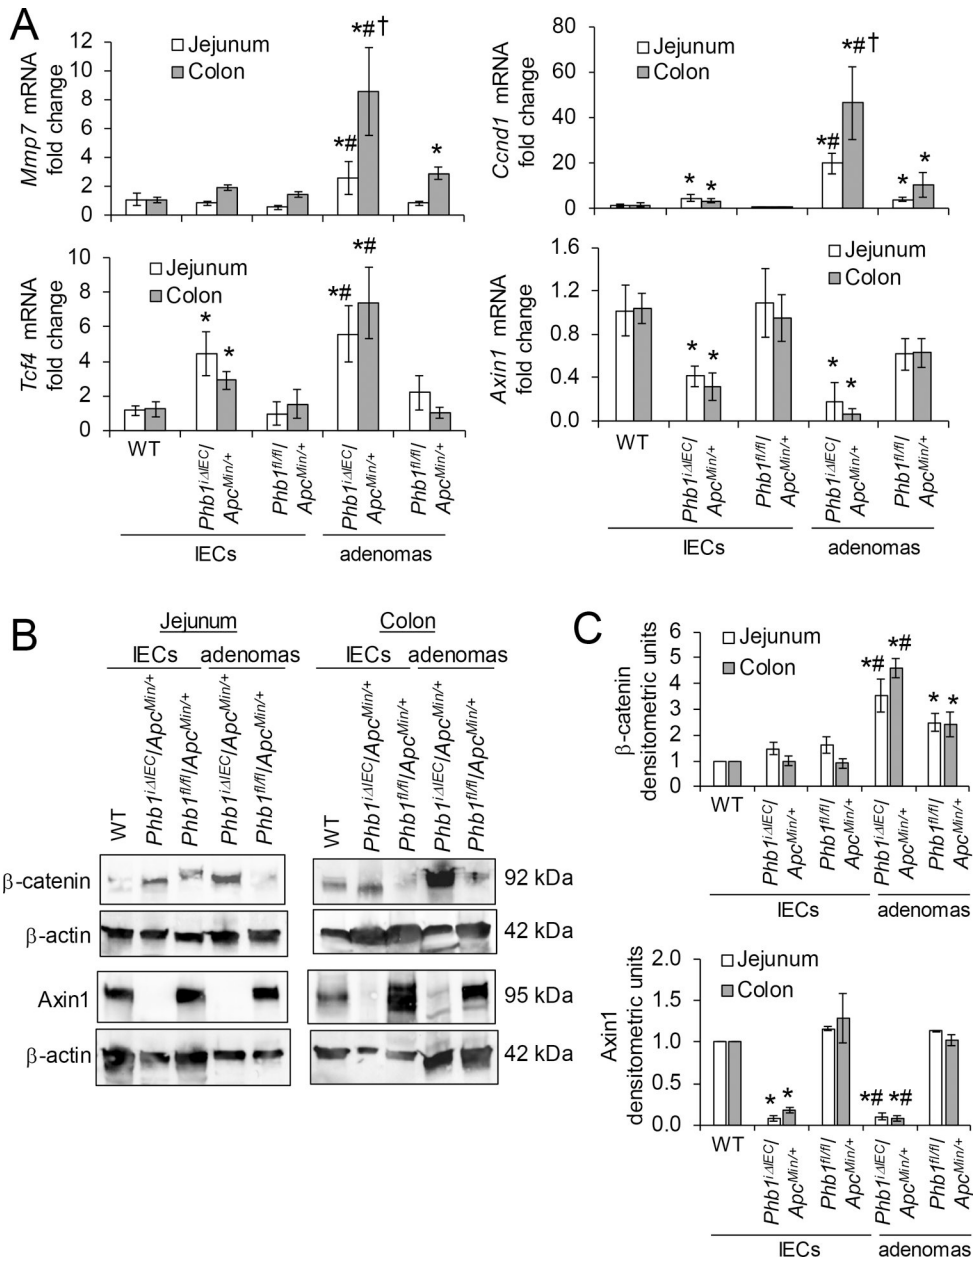 A
Mmp7 mRNA
fold change
12
10
8
6
4
2
0
Jejunum
Colon
*#
*#†
*
Ccnd1 mRNA
fold change
80
60
40
20
0
Jejunum
Colon
*
*
*#
*#†
*
*
Tcf4 mRNA
fold change
10
8
6
4
2
0
Jejunum
Colon
*
*
*#
*#
WT
Phb1iΔIEC/
ApcMin/+
Phb1fl/fl/
ApcMin/+
Phb1iΔIEC/
ApcMin/+
Phb1fl/fl/
ApcMin/+
IECs
adenomas
Axin1 mRNA
fold change
1.6
1.2
0.8
0.4
0.0
Jejunum
Colon
*
*
*
*
WT
Phb1iΔIEC/
ApcMin/+
Phb1fl/fl/
ApcMin/+
Phb1iΔIEC/
ApcMin/+
Phb1fl/fl/
ApcMin/+
IECs
adenomas
B
Jejunum
IECs adenomas
WT
Phb1iΔIEC/ApcMin/+
Phb1fl/fl/ApcMin/+
Phb1iΔIEC/ApcMin/+
Phb1fl/fl/ApcMin/+
Colon
IECs adenomas
WT
Phb1iΔIEC/ApcMin/+
Phb1fl/fl/ApcMin/+
Phb1iΔIEC/ApcMin/+
Phb1fl/fl/ApcMin/+
β-catenin 92 kDa
β-actin 42 kDa
Axin1 95 kDa
β-actin 42 kDa
C
β-catenin
densitometric units
6
5
4
3
2
1
0
Jejunum
Colon
*#
*#
*
*
WT
Phb1iΔIEC/
ApcMin/+
Phb1fl/fl/
ApcMin/+
Phb1iΔIEC/
ApcMin/+
Phb1fl/fl/
ApcMin/+
IECs
adenomas
Axin1
densitometric units
2.0
1.5
1.0
0.5
0.0
Jejunum
Colon
*
*
*#
*#
WT
Phb1iΔIEC/
ApcMin/+
Phb1fl/fl/
ApcMin/+
Phb1iΔIEC/
ApcMin/+
Phb1fl/fl/
ApcMin/+
IECs
adenomas